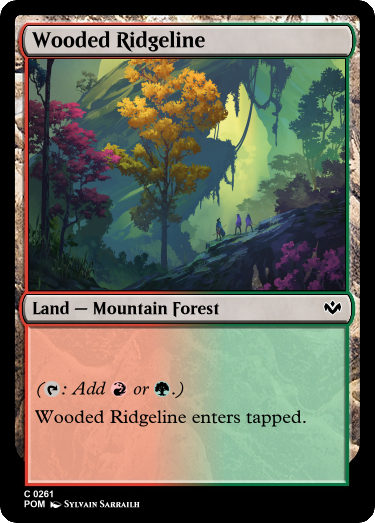 Wooded Ridgeline
Land — Mountain Forest
(: Add or .)
Wooded Ridgeline enters tapped.
C 0261
POM Sylvain Sarrailh